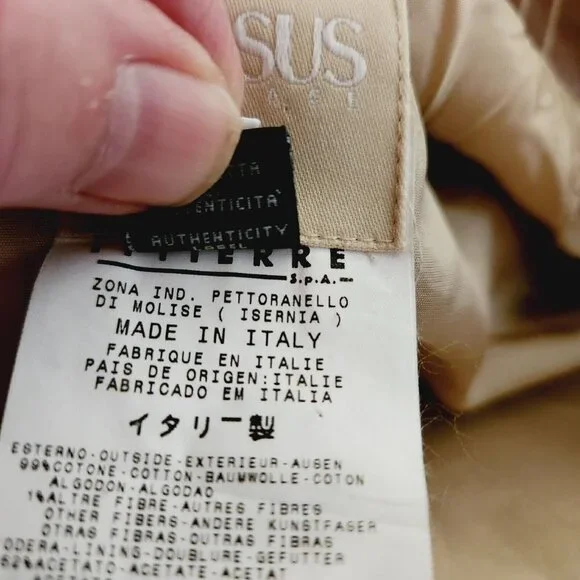 SUS
AUTHENTICITY
S.p.A.
ZONA IND. PETTORANELLO
DI MOLISE ( ISERNIA )
MADE IN ITALY
FABRIQUE EN ITALIE
PAIS DE ORIGEN:ITALIE
FABRICADO EM ITALIA
イタリー製
ESTERNO-OUTSIDE-EXTERIEUR-AUSEN
99%COTONE-COTTON-BAUMWOLLE-COTON
ALGODON-ALGODAO
1%ALTRE FIBRE-AUTRES FIBRES
OTHER FIBERS-ANDERE KUNSTFASER
OTRAS FIBRAS-OUTRAS FIBRAS
ODERA-LINING-DOUBLURE-GEFUTTER
62%ACETATO-ACETATE-ACETAT